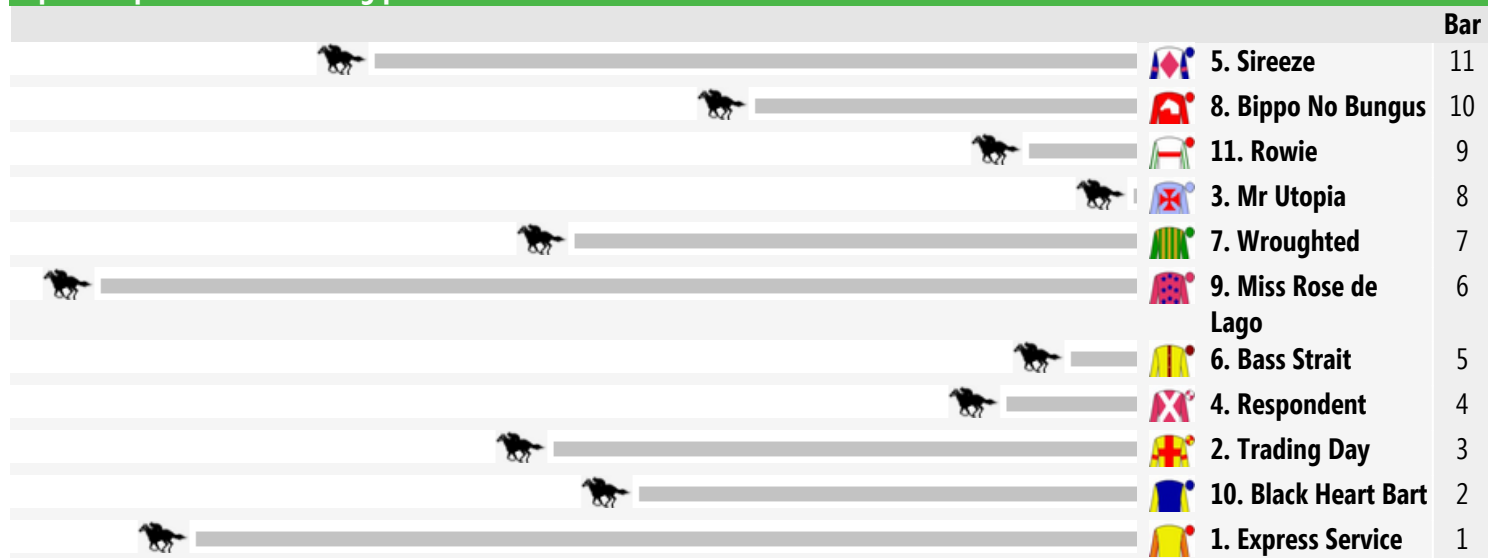 Bar
5. Sireeze 11
8. Bippo No Bungus 10
11. Rowie 9
3. Mr Utopia 8
7. Wroughted 7
9. Miss Rose de 6
Lago
6. Bass Strait 5
4. Respondent 4
2. Trading Day 3
10. Black Heart Bart 2
1. Express Service 1